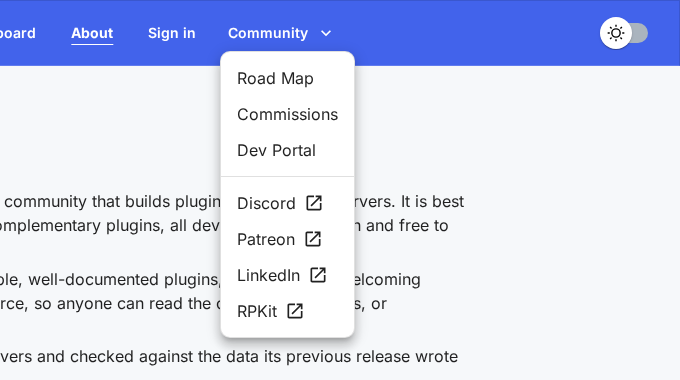 board About Sign in Community
Road Map
Commissions
Dev Portal
Discord
Patreon
LinkedIn
RPKit
community that builds plugin rvers. It is best
omplementary plugins, all dev n and free to
ble, well-documented plugins, elcoming
rce, so anyone can read the s, or
vers and checked against the data its previous release wrote